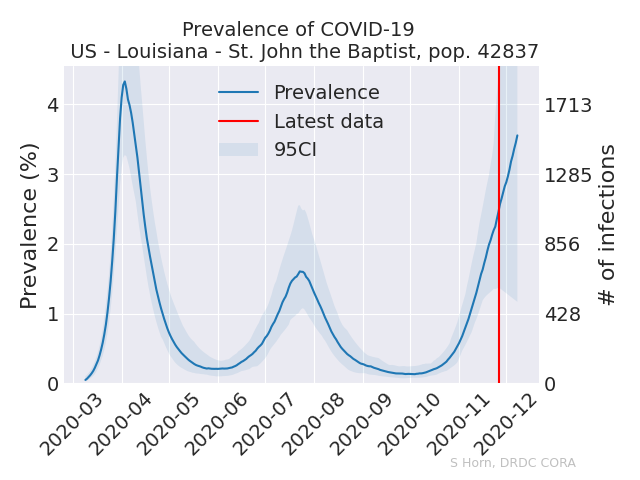 Prevalence of COVID-19
US - Louisiana - St. John the Baptist, pop. 42837
Prevalence
Latest data
95CI
Prevalence (%)
4
3
2
1
0
1713
1285
856
428
0
# of infections
2020-03
2020-04
2020-05
2020-06
2020-07
2020-08
2020-09
2020-10
2020-11
2020-12
S Horn, DRDC CORA